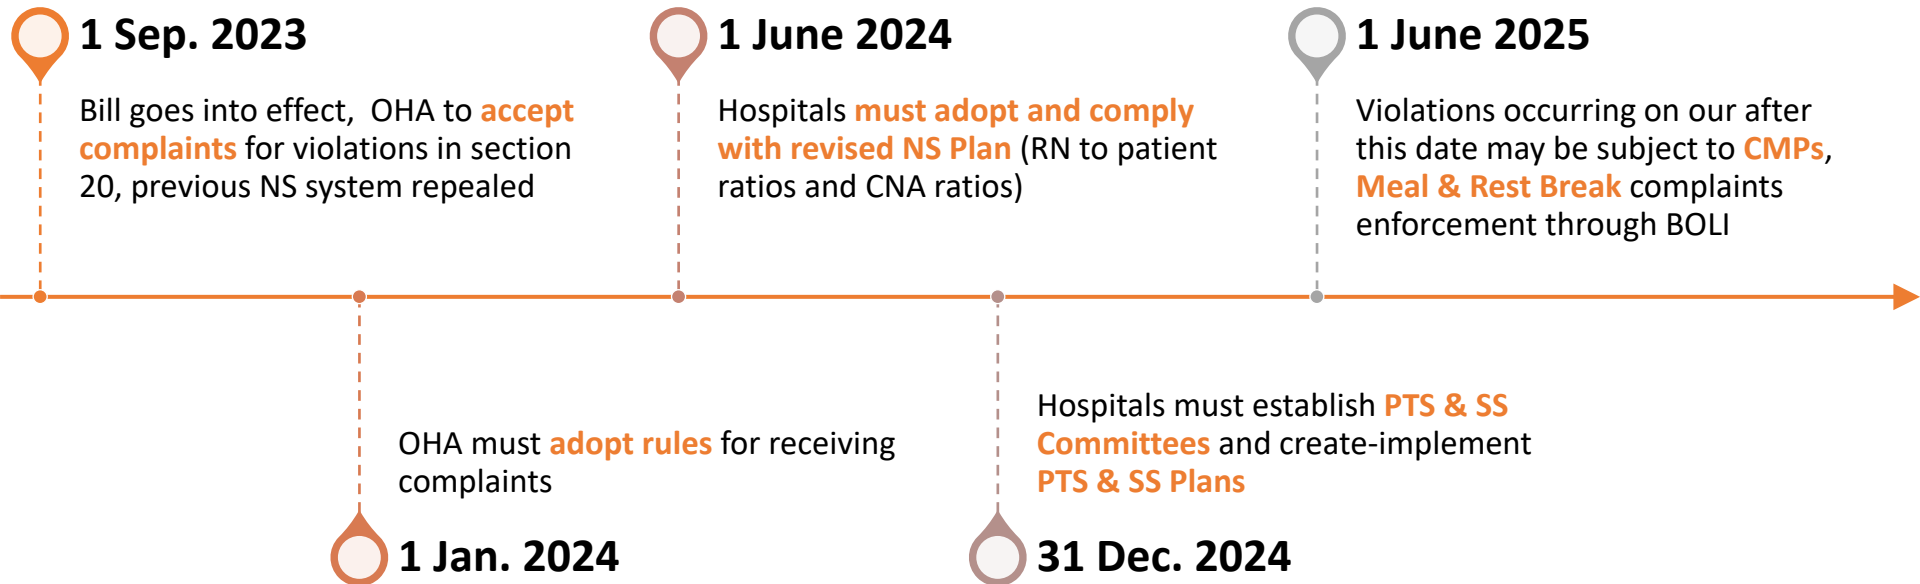 1 Sep. 2023
Bill goes into effect, OHA to accept
complaints for violations in section
20, previous NS system repealed
1 June 2024
Hospitals must adopt and comply
with revised NS Plan (RN to patient
ratios and CNA ratios)
1 June 2025
Violations occurring on our after
this date may be subject to CMPs,
Meal & Rest Break complaints
enforcement through BOLI
OHA must adopt rules for receiving
complaints
1 Jan. 2024
Hospitals must establish PTS & SS
Committees and create-implement
PTS & SS Plans
31 Dec. 2024